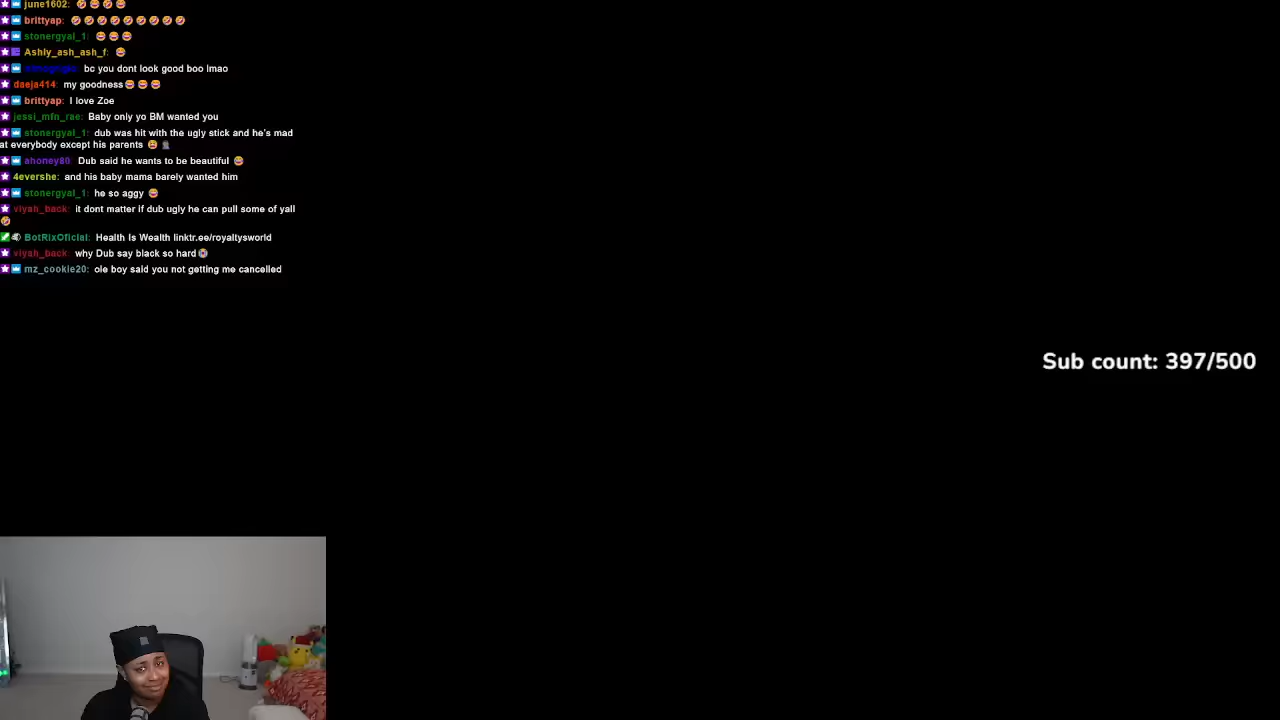 june1602:
brittyap:
stonergyal_1:
Ashly_ash_ash_f:
bc you dont look good boo lmao
daeja414: my goodness
brittyap: I love Zoe
jessi_mfn_rae: Baby only yo BM wanted you
stonergyal_1: dub was hit with the ugly stick and he's mad
at everybody except his parents
ahoney80: Dub said he wants to be beautiful
4evershe: and his baby mama barely wanted him
stonergyal_1: he so aggy
viyah_back: it dont matter if dub ugly he can pull some of yall
BotRixOficial: Health Is Wealth linktr.ee/royaltysworld
viyah_back: why Dub say black so hard
mz_cookie20: ole boy said you not getting me cancelled
Sub count: 397/500